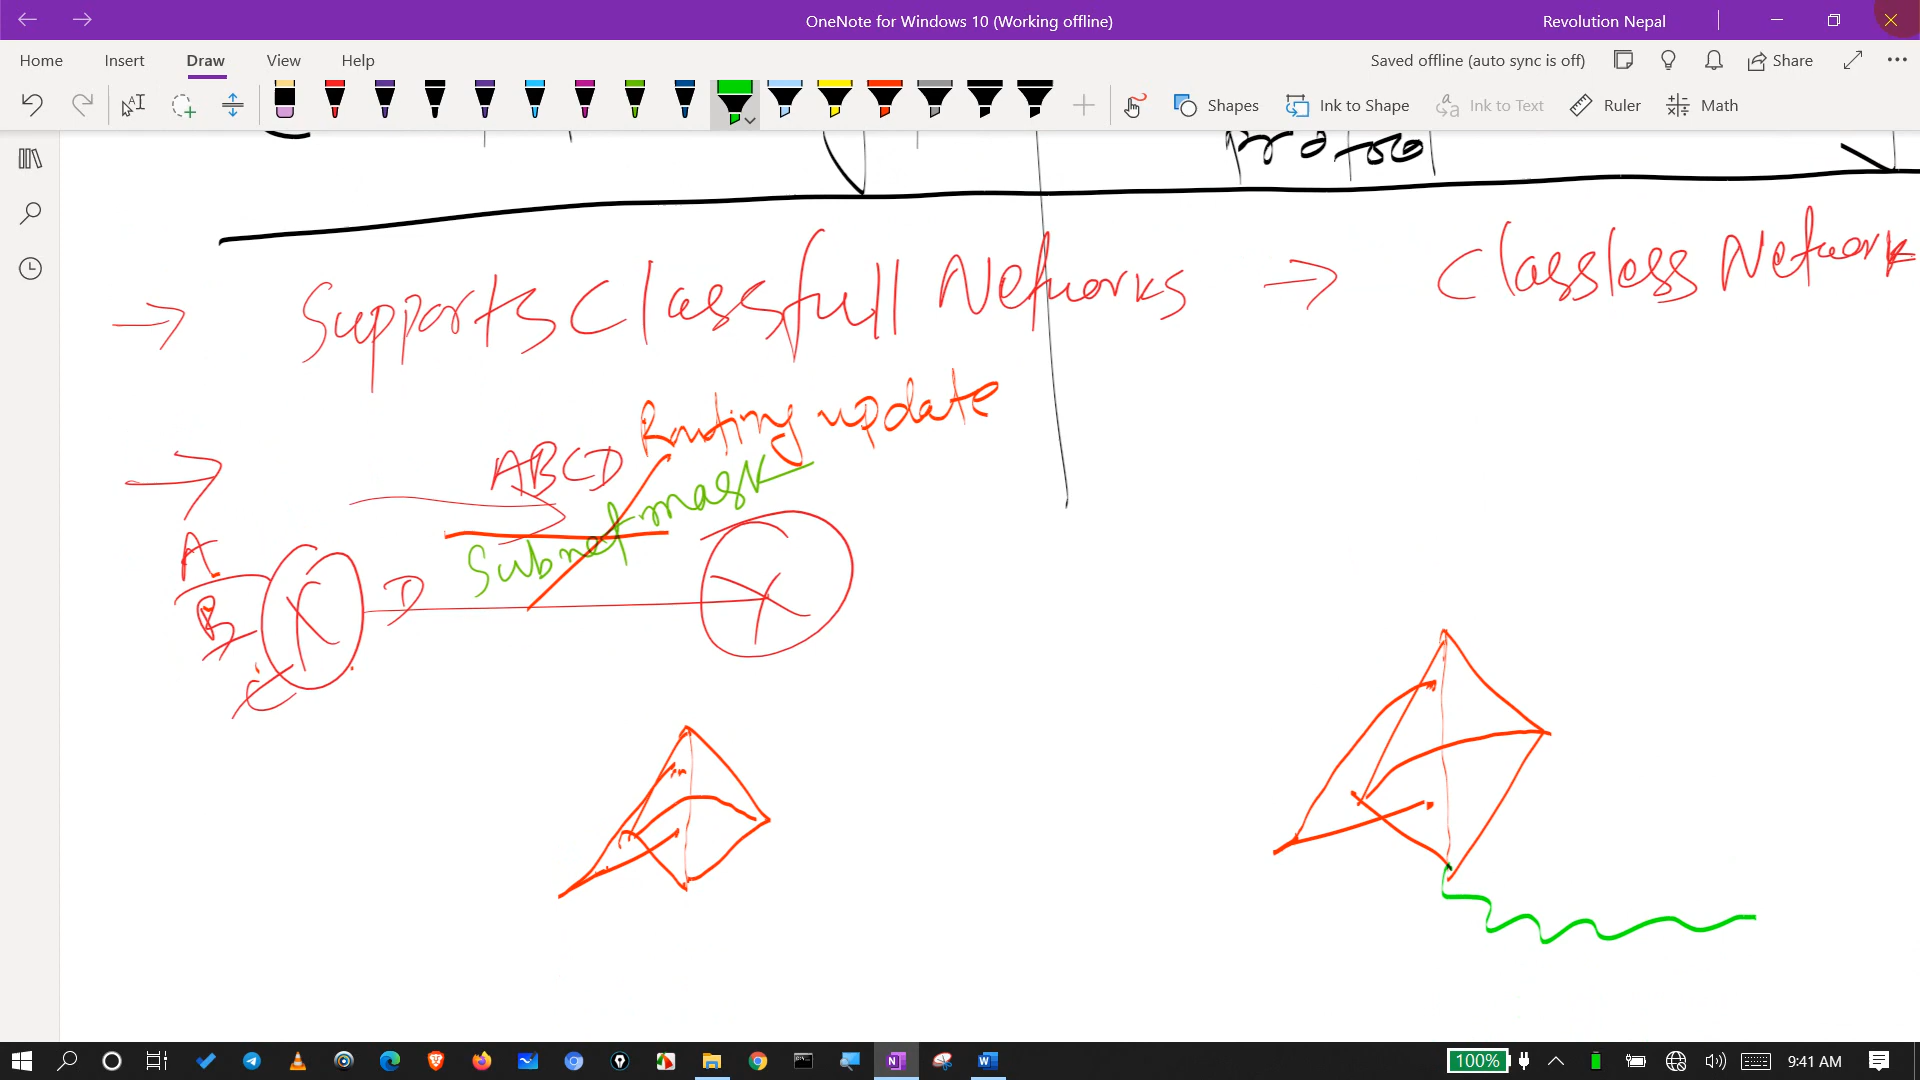 OneNote for Windows 10 (Working offline)
Revolution Nepal
Home Insert Draw View Help
Saved offline (auto sync is off)
Share
Shapes
Ink to Shape
Ink to Text
Ruler
Math
protocol
→ Supports Classfull Networks
→ Classless Network
Routing update
→ ABCD
Subnet mask
A
B
C
D
X
X
100%
9:41 AM